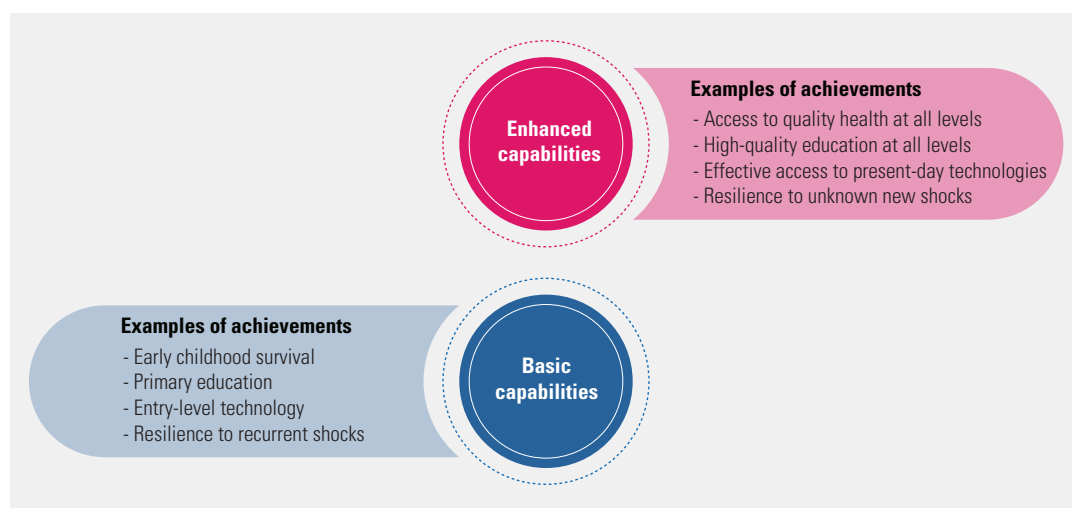 Enhanced
capabilities
Examples of achievements
- Access to quality health at all levels
- High-quality education at all levels
- Effective access to present-day technologies
- Resilience to unknown new shocks
Examples of achievements
- Early childhood survival
- Primary education
- Entry-level technology
- Resilience to recurrent shocks
Basic
capabilities